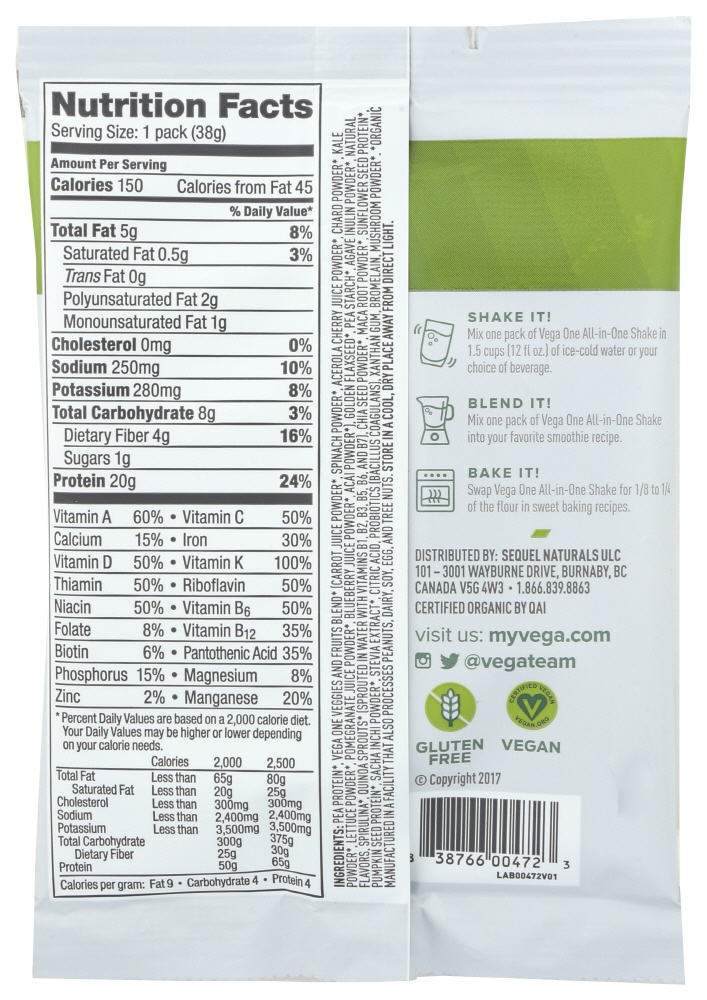 Nutrition Facts
Serving Size: 1 pack (38g)
Amount Per Serving
Calories 150 Calories from Fat 45
% Daily Value*
Total Fat 5g 8%
Saturated Fat 0.5g 3%
Trans Fat 0g
Polyunsaturated Fat 2g
Monounsaturated Fat 1g
Cholesterol 0mg 0%
Sodium 250mg 10%
Potassium 280mg 8%
Total Carbohydrate 8g 3%
Dietary Fiber 4g 16%
Sugars 1g
Protein 20g 24%
Vitamin A 60% • Vitamin C 50%
Calcium 15% • Iron 30%
Vitamin D 50% • Vitamin K 100%
Thiamin 50% • Riboflavin 50%
Niacin 50% • Vitamin B6 50%
Folate 8% • Vitamin B12 35%
Biotin 6% • Pantothenic Acid 35%
Phosphorus 15% • Magnesium 8%
Zinc 2% • Manganese 20%
*Percent Daily Values are based on a 2,000 calorie diet.
Your Daily Values may be higher or lower depending
on your calorie needs.
Calories 2,000 2,500
Total Fat Less than 65g 80g
Saturated Fat Less than 20g 25g
Cholesterol Less than 300mg 300mg
Sodium Less than 2,400mg 2,400mg
Potassium Less than 3,500mg 3,500mg
Total Carbohydrate 300g 375g
Dietary Fiber 25g 30g
Protein 50g 65g
Calories per gram: Fat 9 • Carbohydrate 4 • Protein 4
INGREDIENTS: PEA PROTEIN*, VEGA ONE VEGGIES AND FRUITS BLEND* (CARROT JUICE POWDER*, SPINACH POWDER*, ACEROLA CHERRY JUICE POWDER*, CHARD POWDER*, KALE
POWDER*, LETTUCE POWDER*, POMEGRANATE JUICE POWDER*, BLUEBERRY JUICE POWDER*, ACAI POWDER*), GOLDEN FLAXSEED*, PEA STARCH*, AGAVE INULIN POWDER*, NATURAL
FLAVORS, SPIRULINA*, QUINOA SPROUTS* (SPROUTED IN WATER WITH VITAMINS B1, B2, B3, B5, B6, AND B7), CHIA SEED POWDER*, MACA ROOT POWDER*, SUNFLOWER SEED PROTEIN*,
PUMPKIN SEED PROTEIN*, SACHA INCHI POWDER*, STEVIA EXTRACT*, CITRIC ACID, PROBIOTICS (BACILLUS COAGULANS), XANTHAN GUM, BROMELAIN, MUSHROOM POWDER*. *ORGANIC
MANUFACTURED IN A FACILITY THAT ALSO PROCESSES PEANUTS, DAIRY, SOY, EGG, AND TREE NUTS. STORE IN A COOL, DRY PLACE AWAY FROM DIRECT LIGHT.
SHAKE IT!
Mix one pack of Vega One All-in-One Shake in
1.5 cups (12 fl oz.) of ice-cold water or your
choice of beverage.
BLEND IT!
Mix one pack of Vega One All-in-One Shake
into your favorite smoothie recipe.
BAKE IT!
Swap Vega One All-in-One Shake for 1/8 to 1/4
of the flour in sweet baking recipes.
DISTRIBUTED BY: SEQUEL NATURALS ULC
101 – 3001 WAYBURNE DRIVE, BURNABY, BC
CANADA V5G 4W3 • 1.866.839.8863
CERTIFIED ORGANIC BY QAI
visit us: myvega.com
@vegateam
CERTIFIED VEGAN
VEGAN.ORG
GLUTEN
FREE
VEGAN
© Copyright 2017
8 38766 00472 3
LAB00472V01